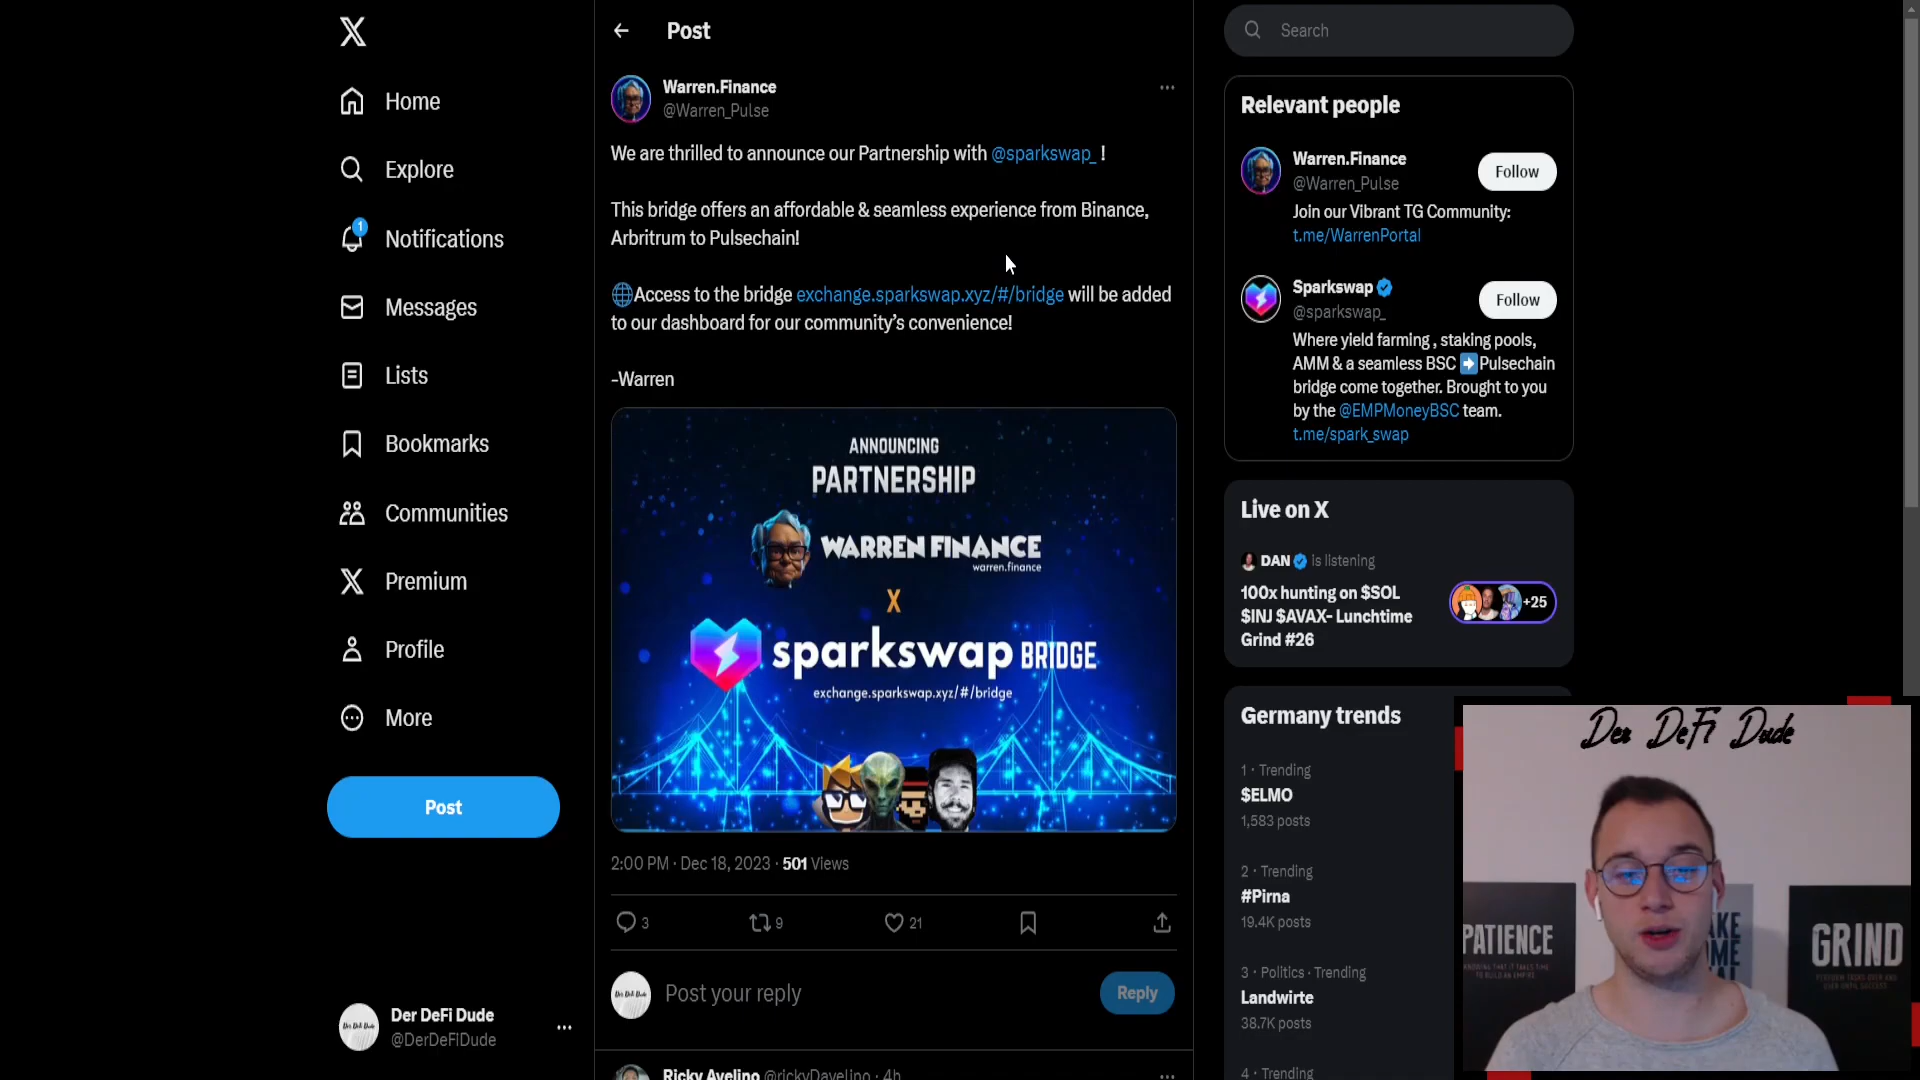 Home
Explore
1
Notifications
Messages
Lists
Bookmarks
Communities
Premium
Profile
More
Post
Der DeFi Dude
@DerDeFIDude
Post
Warren.Finance
@Warren_Pulse
We are thrilled to announce our Partnership with @sparkswap_ !
This bridge offers an affordable & seamless experience from Binance,
Arbritrum to Pulsechain!
🌐Access to the bridge exchange.sparkswap.xyz/#/bridge will be added
to our dashboard for our community's convenience!
-Warren
ANNOUNCING
PARTNERSHIP
WARREN FINANCE
warren.finance
X
sparkswap BRIDGE
exchange.sparkswap.xyz/#/bridge
2:00 PM · Dec 18, 2023 · 501 Views
3
9
21
Post your reply
Reply
Ricky Avelino @rickyDavelino · 4h
Search
Relevant people
Warren.Finance
@Warren_Pulse
Follow
Join our Vibrant TG Community:
t.me/WarrenPortal
Sparkswap
@sparkswap_
Follow
Where yield farming , staking pools,
AMM & a seamless BSC ➡️Pulsechain
bridge come together. Brought to you
by the @EMPMoneyBSC team.
t.me/spark_swap
Live on X
DAN is listening
100x hunting on $SOL
$INJ $AVAX- Lunchtime
Grind #26
+25
Germany trends
1 · Trending
$ELMO
1,583 posts
2 · Trending
#Pirna
19.4K posts
3 · Politics · Trending
Landwirte
38.7K posts
4 · Trending
Der DeFi Dude
PATIENCE
GRIND